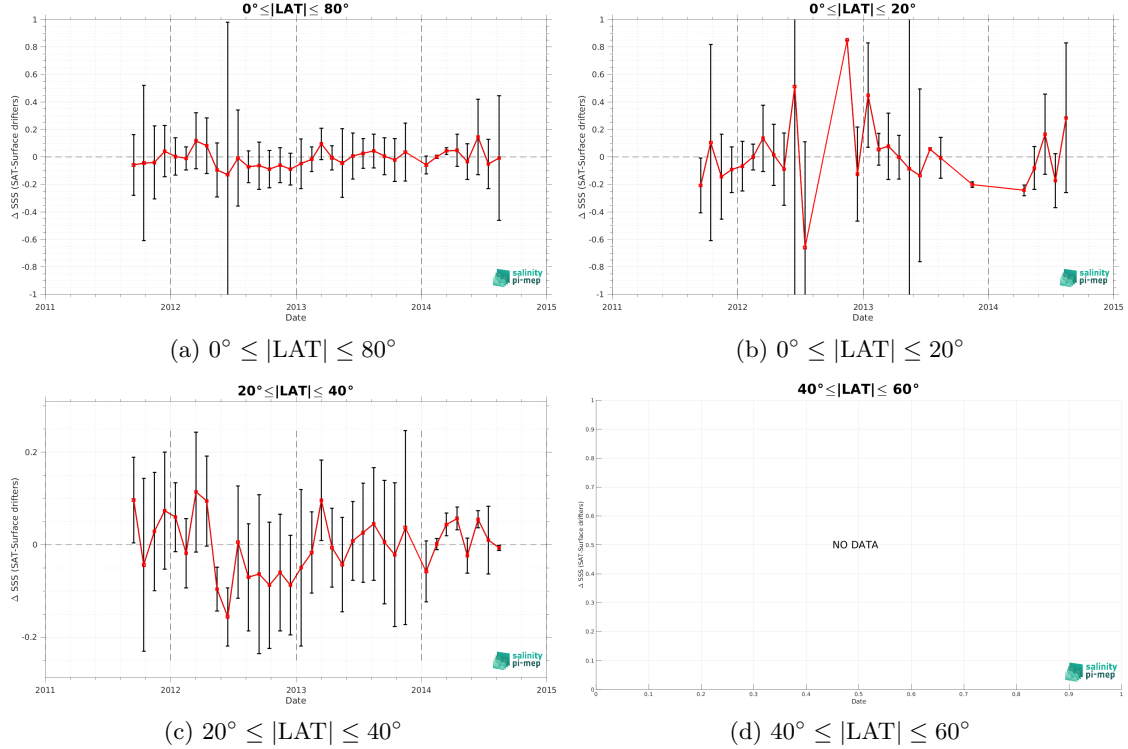 0°≤|LAT|≤ 80°
1
0.8
0.6
0.4
0.2
0
-0.2
-0.4
-0.6
-0.8
-1
Δ SSS (SAT-Surface drifters)
2011
2012
2013
2014
2015
Date
salinity
pi-mep
(a) 0° ≤ |LAT| ≤ 80°
0°≤|LAT|≤ 20°
1
0.8
0.6
0.4
0.2
0
-0.2
-0.4
-0.6
-0.8
-1
Δ SSS (SAT-Surface drifters)
2011
2012
2013
2014
2015
Date
salinity
pi-mep
(b) 0° ≤ |LAT| ≤ 20°
20°≤|LAT|≤ 40°
0.2
0
-0.2
Δ SSS (SAT-Surface drifters)
2011
2012
2013
2014
2015
Date
salinity
pi-mep
(c) 20° ≤ |LAT| ≤ 40°
40°≤|LAT|≤ 60°
1
0.9
0.8
0.7
0.6
0.5
0.4
0.3
0.2
0.1
0
Δ SSS (SAT-Surface drifters)
NO DATA
0
0.1
0.2
0.3
0.4
0.5
0.6
0.7
0.8
0.9
1
Date
salinity
pi-mep
(d) 40° ≤ |LAT| ≤ 60°